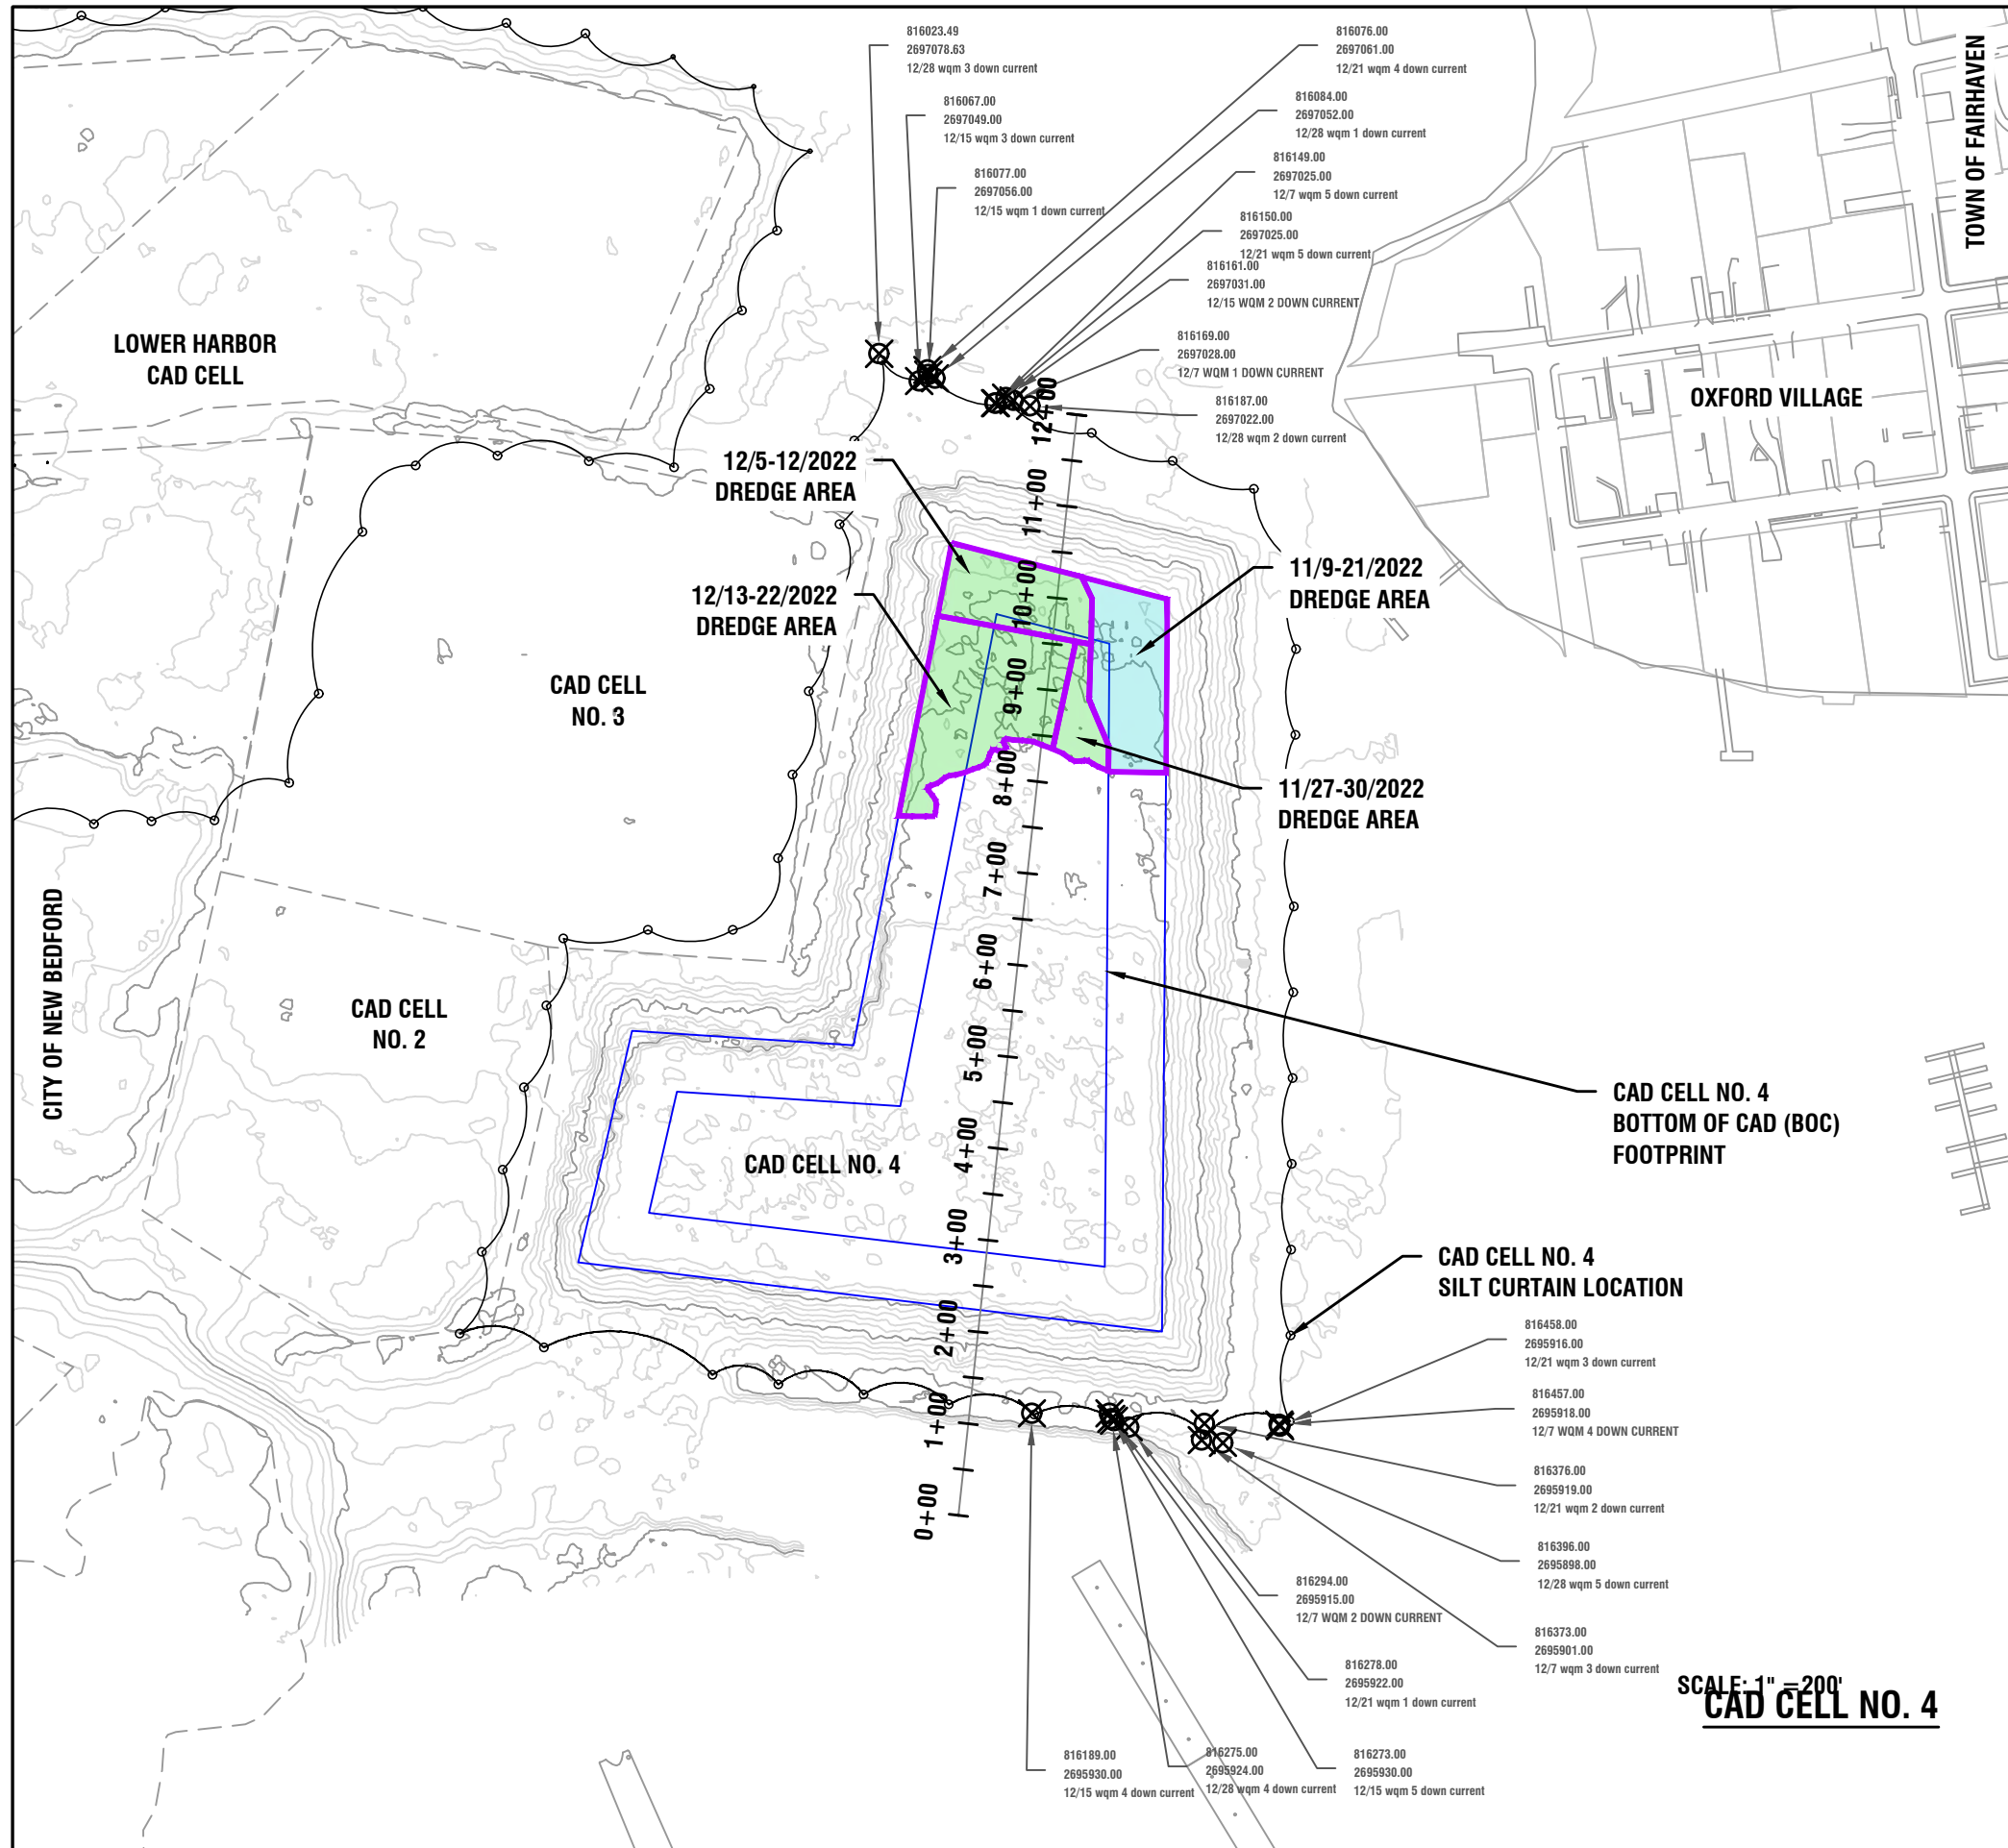 816023.49
2697078.63
12/28 wqm 3 down current
816076.00
2697061.00
12/21 wqm 4 down current
816067.00
2697049.00
12/15 wqm 3 down current
816084.00
2697052.00
12/28 wqm 1 down current
816077.00
2697056.00
12/15 wqm 1 down current
816149.00
2697025.00
12/7 wqm 5 down current
816150.00
2697025.00
12/21 wqm 5 down current
816161.00
2697031.00
12/15 WQM 2 DOWN CURRENT
816169.00
2697028.00
12/7 WQM 1 DOWN CURRENT
816187.00
2697022.00
12/28 wqm 2 down current
TOWN OF FAIRHAVEN
OXFORD VILLAGE
LOWER HARBOR
CAD CELL
12/5-12/2022
DREDGE AREA
12/13-22/2022
DREDGE AREA
11/9-21/2022
DREDGE AREA
11/27-30/2022
DREDGE AREA
CAD CELL
NO. 3
CITY OF NEW BEDFORD
CAD CELL
NO. 2
CAD CELL NO. 4
12+00
11+00
10+00
9+00
8+00
7+00
6+00
5+00
4+00
3+00
2+00
1+00
0+00
CAD CELL NO. 4
BOTTOM OF CAD (BOC)
FOOTPRINT
CAD CELL NO. 4
SILT CURTAIN LOCATION
816458.00
2695916.00
12/21 wqm 3 down current
816457.00
2695918.00
12/7 WQM 4 DOWN CURRENT
816376.00
2695919.00
12/21 wqm 2 down current
816396.00
2695898.00
12/28 wqm 5 down current
816294.00
2695915.00
12/7 WQM 2 DOWN CURRENT
816373.00
2695901.00
12/7 wqm 3 down current
816278.00
2695922.00
12/21 wqm 1 down current
816189.00
2695930.00
12/15 wqm 4 down current
816275.00
2695924.00
12/28 wqm 4 down current
816273.00
2695930.00
12/15 wqm 5 down current
SCALE: 1" = 200'
CAD CELL NO. 4